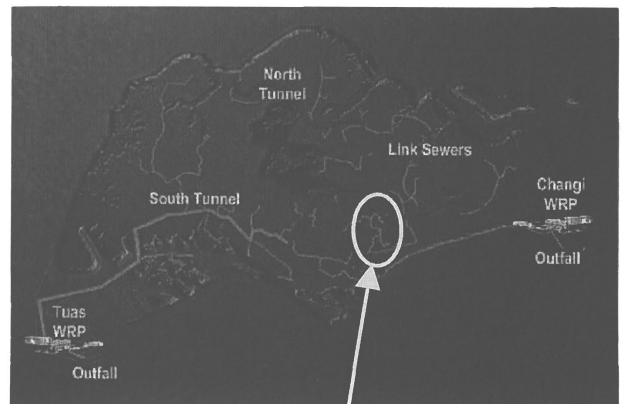 North
Tunnel
Link Sewers
South Tunnel
Changi
WRP
Outfall
Tuas
WRP
Outfall